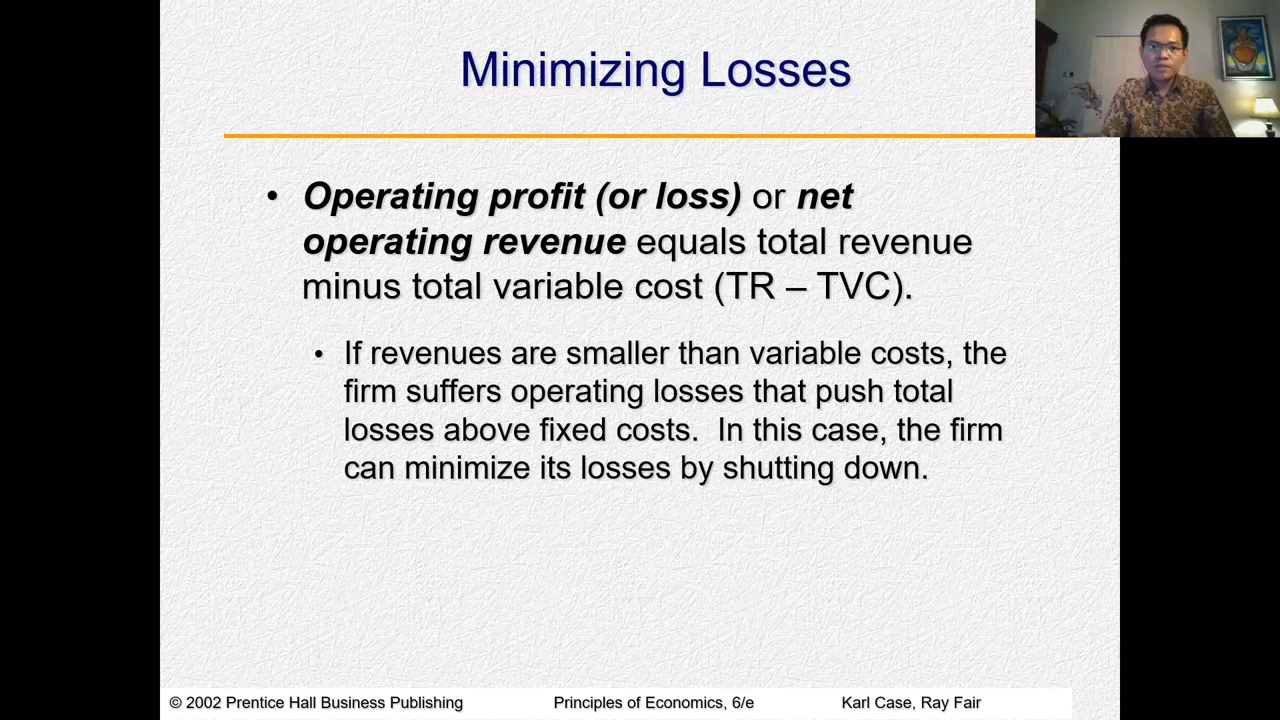 Minimizing Losses
• Operating profit (or loss) or net
operating revenue equals total revenue
minus total variable cost (TR – TVC).
• If revenues are smaller than variable costs, the
firm suffers operating losses that push total
losses above fixed costs.  In this case, the firm
can minimize its losses by shutting down.
© 2002 Prentice Hall Business Publishing Principles of Economics, 6/e Karl Case, Ray Fair